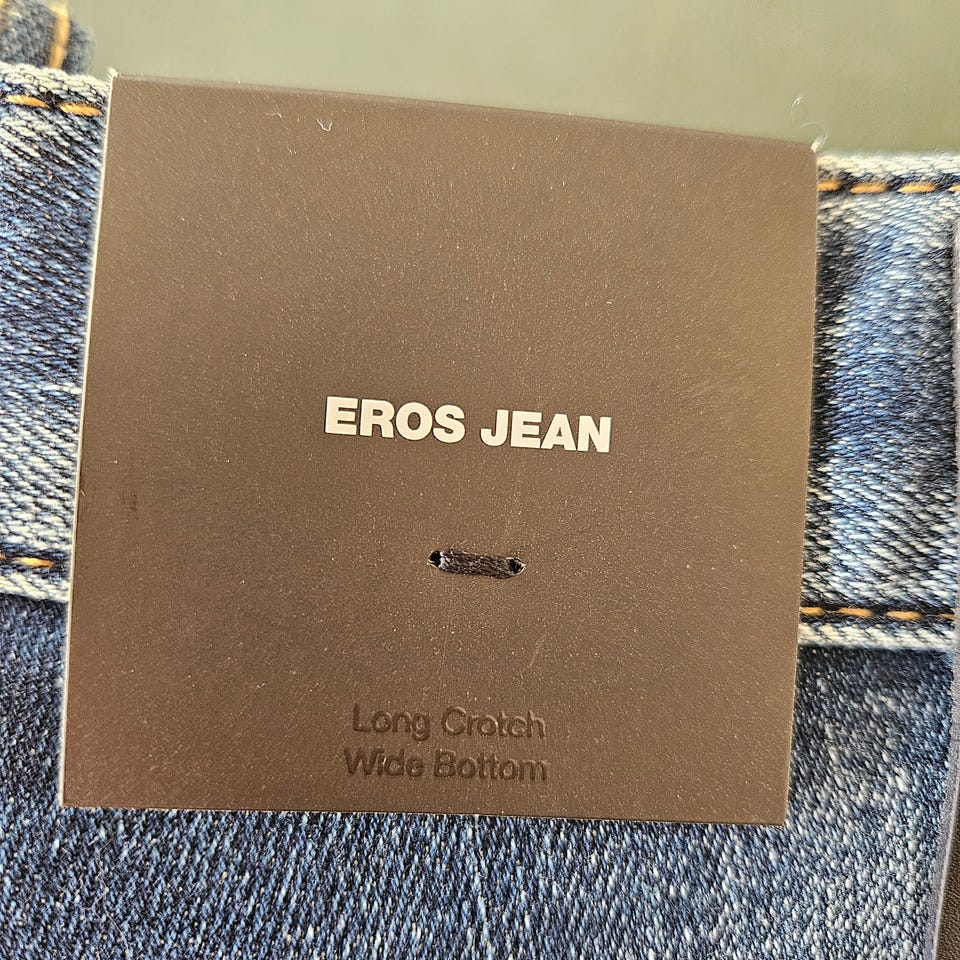 EROS JEAN
Long Crotch
Wide Bottom